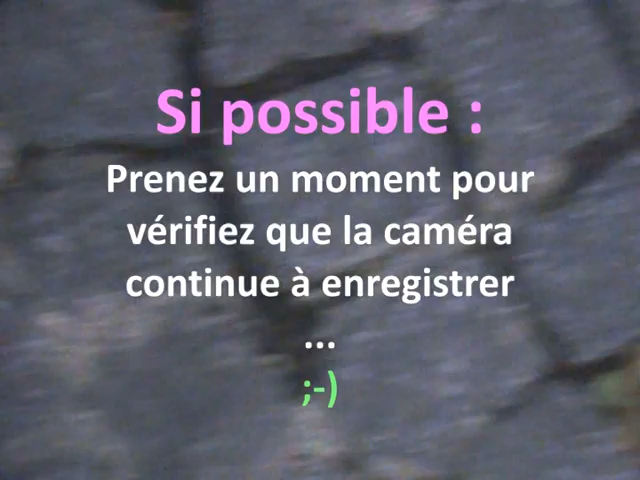 Si possible :
Prenez un moment pour
vérifiez que la caméra
continue à enregistrer
...
;-)